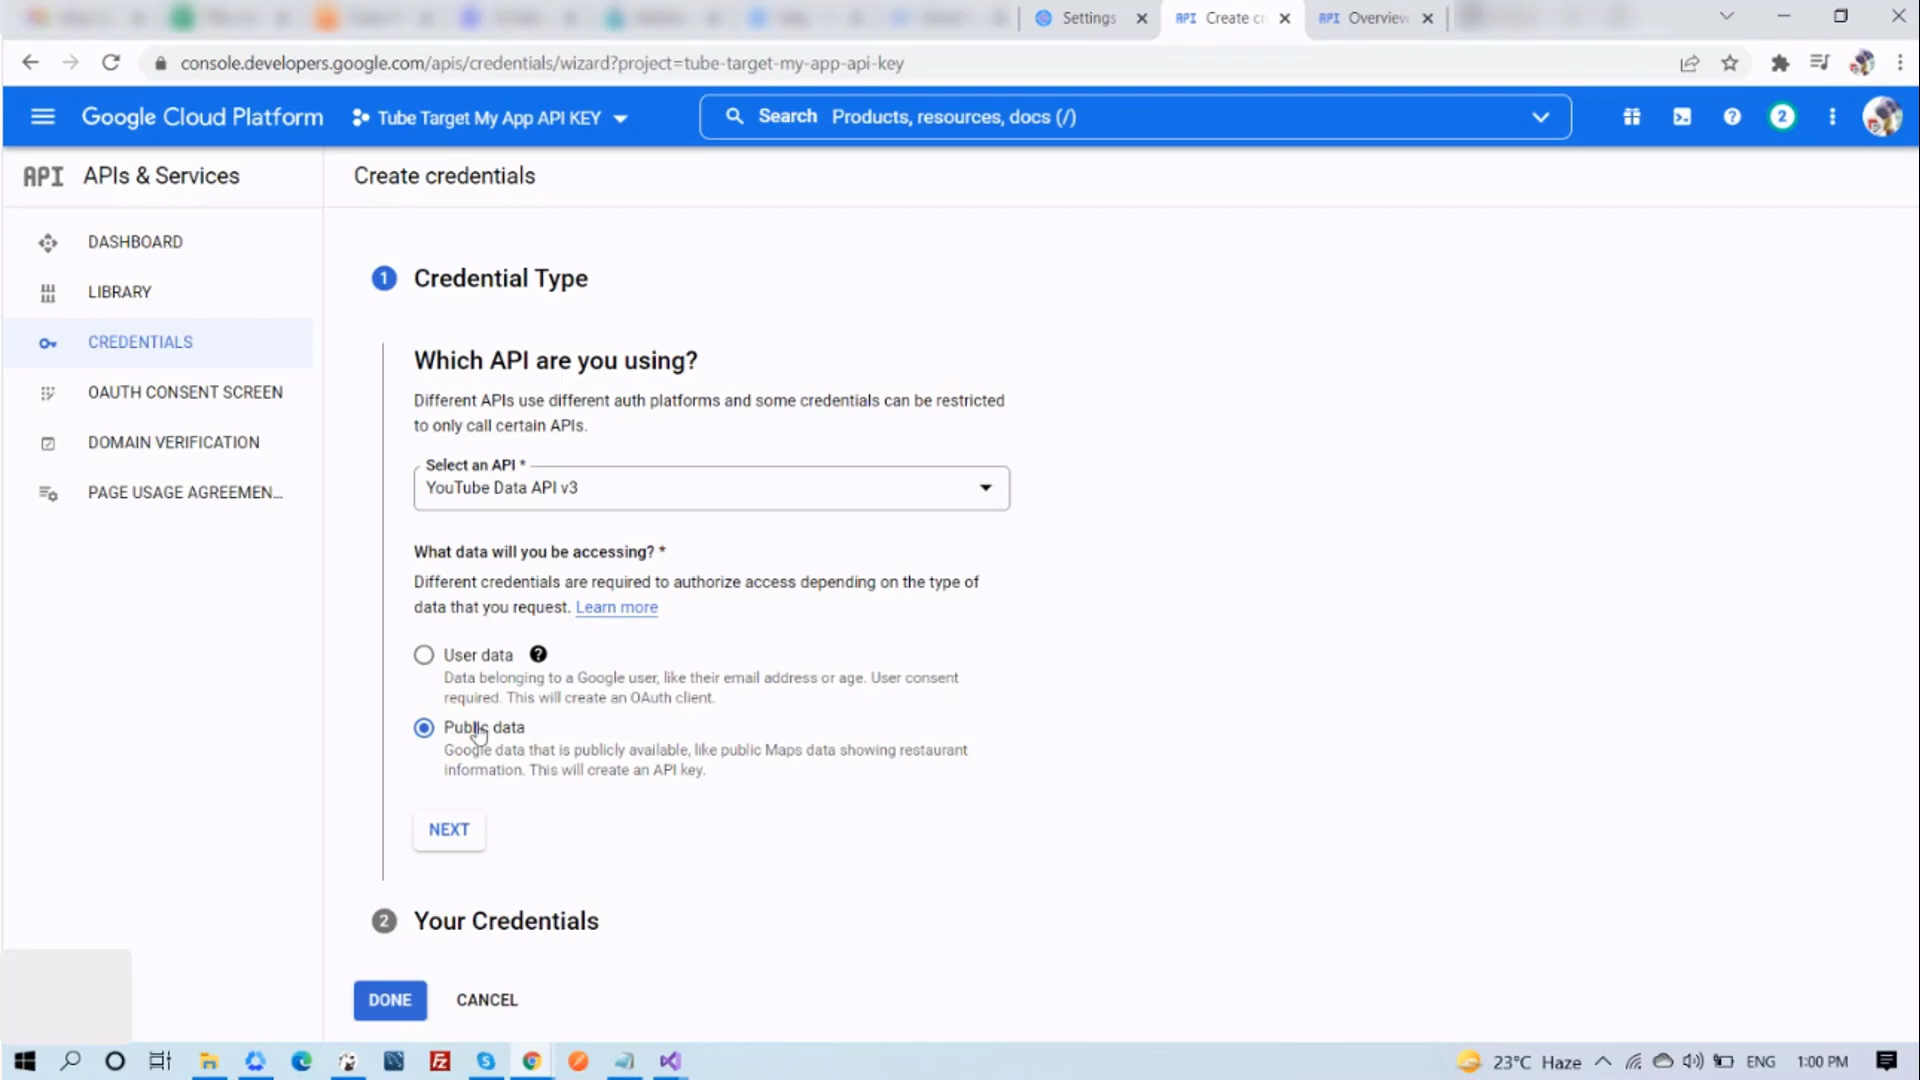 Settings
API Create cr
API Overview
console.developers.google.com/apis/credentials/wizard?project=tube-target-my-app-api-key
Google Cloud Platform
Tube Target My App API KEY
Search Products, resources, docs (/)
2
API APIs & Services
Create credentials
DASHBOARD
LIBRARY
CREDENTIALS
OAUTH CONSENT SCREEN
DOMAIN VERIFICATION
PAGE USAGE AGREEMEN...
1 Credential Type
Which API are you using?
Different APIs use different auth platforms and some credentials can be restricted
to only call certain APIs.
Select an API *
YouTube Data API v3
What data will you be accessing? *
Different credentials are required to authorize access depending on the type of
data that you request. Learn more
User data
Data belonging to a Google user, like their email address or age. User consent
required. This will create an OAuth client.
Public data
Google data that is publicly available, like public Maps data showing restaurant
information. This will create an API key.
NEXT
2 Your Credentials
DONE CANCEL
23°C Haze ENG 1:00 PM